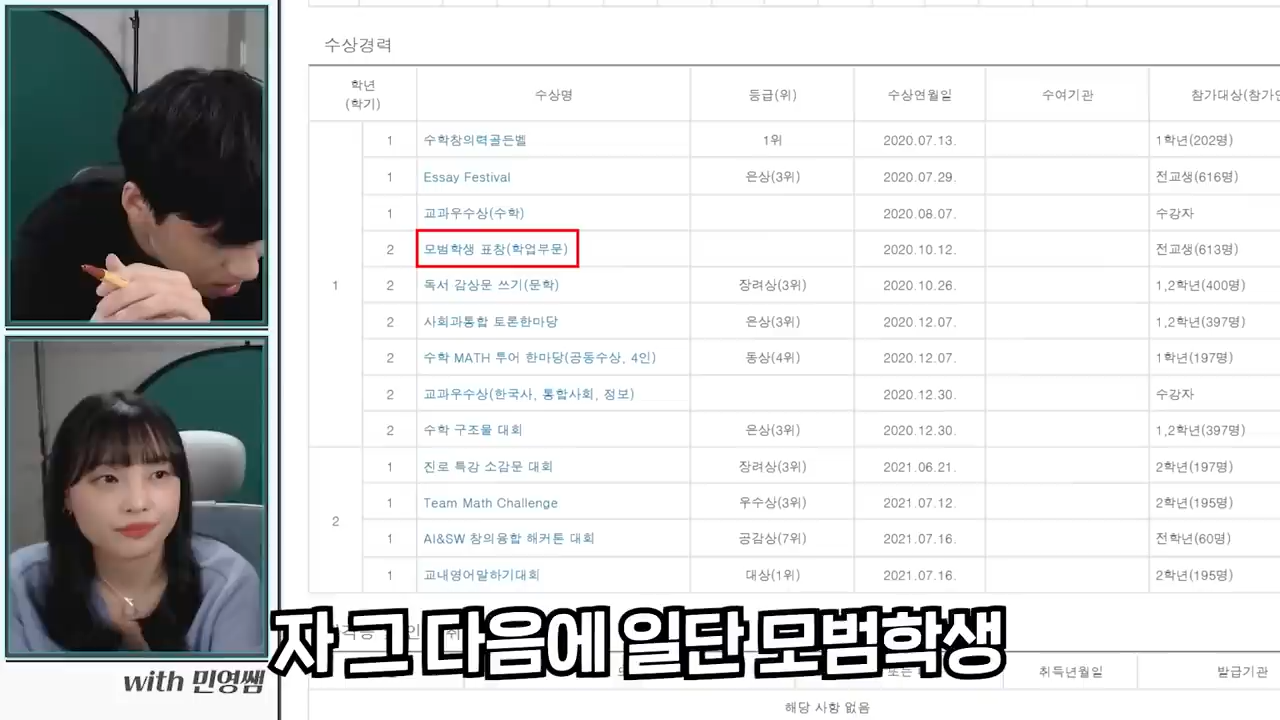 수상경력
학년
(학기) 수상명 등급(위) 수상연월일 수여기관 참가대상(참가인
1
1 수학창의력골든벨 1위 2020.07.13. 1학년(202명)
1 Essay Festival 은상(3위) 2020.07.29. 전교생(616명)
1 교과우수상(수학) 2020.08.07. 수강자
2 모범학생 표창(학업부문) 2020.10.12. 전교생(613명)
2 독서 감상문 쓰기(문학) 장려상(3위) 2020.10.26. 1,2학년(400명)
2 사회과통합 토론한마당 은상(3위) 2020.12.07. 1,2학년(397명)
2 수학 MATH 투어 한마당(공동수상, 4인) 동상(4위) 2020.12.07. 1학년(197명)
2 교과우수상(한국사, 통합사회, 정보) 2020.12.30. 수강자
2 수학 구조물 대회 은상(3위) 2020.12.30. 1,2학년(397명)
2
1 진로 특강 소감문 대회 장려상(3위) 2021.06.21. 2학년(197명)
1 Team Math Challenge 우수상(3위) 2021.07.12. 2학년(195명)
1 AI&SW 창의융합 해커톤 대회 공감상(7위) 2021.07.16. 전학년(60명)
1 교내영어말하기대회 대상(1위) 2021.07.16. 2학년(195명)
자 그 다음에 일단 모범학생
with 민영쌤
취득년월일 발급기관
해당 사항 없음